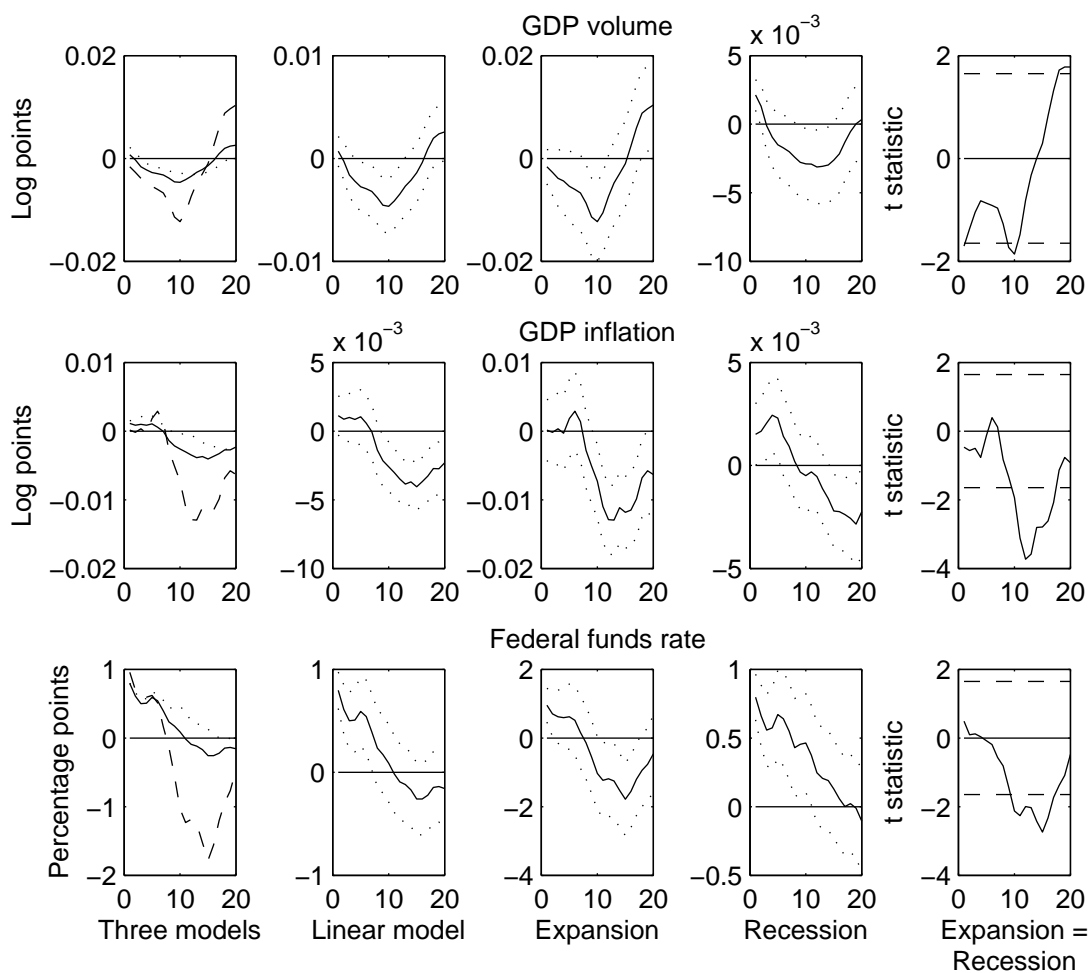 GDP volume
x 10⁻³
0.02 0.01 0.02 5 2
Log points
0 0 0 0 t statistic 0
−5
−0.02 −0.01 −0.02 −10 −2
0 10 20 0 10 20 0 10 20 0 10 20 0 10 20
GDP inflation
x 10⁻³ x 10⁻³
0.01 5 0.01 5 2
Log points
0 0 0 0 t statistic 0
−0.01 −5 −0.01 −2
−0.02 −10 −0.02 −5 −4
0 10 20 0 10 20 0 10 20 0 10 20 0 10 20
Federal funds rate
1 1 2 1 2
Percentage points
0 0 0 0.5 t statistic 0
−1 −2 0 −2
−2 −1 −4 −0.5 −4
0 10 20 0 10 20 0 10 20 0 10 20 0 10 20
Three models Linear model Expansion Recession Expansion =
Recession